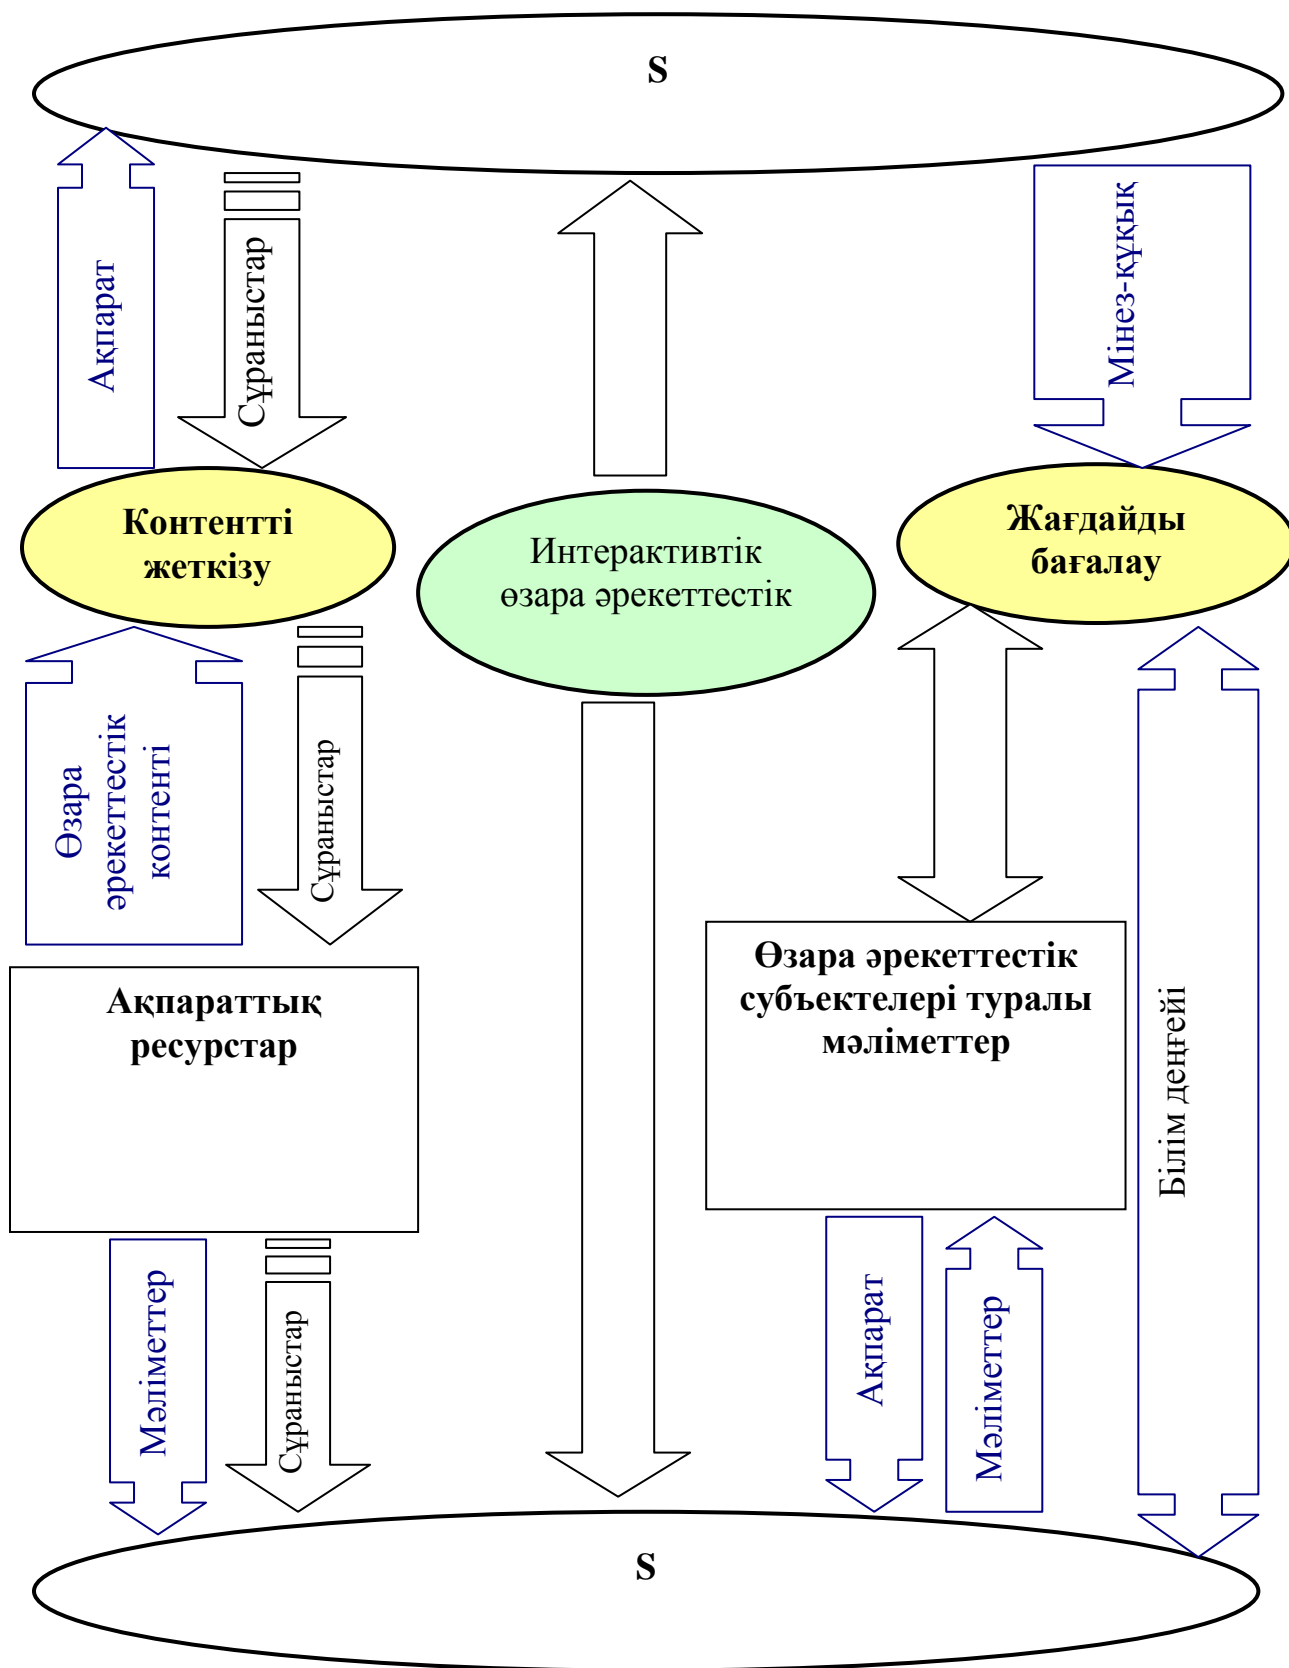 S
Ақпарат
Сұраныстар
Мінез-құқық
Контентті
жеткізу
Интерактивтік
өзара әрекеттестік
Жағдайды
бағалау
Өзара
әрекеттестік
контенті
Сұраныстар
Ақпараттық
ресурстар
Өзара әрекеттестік
субъектелері туралы
мәліметтер
Білім деңгейі
Мәліметтер
Сұраныстар
Ақпарат
Мәліметтер
S